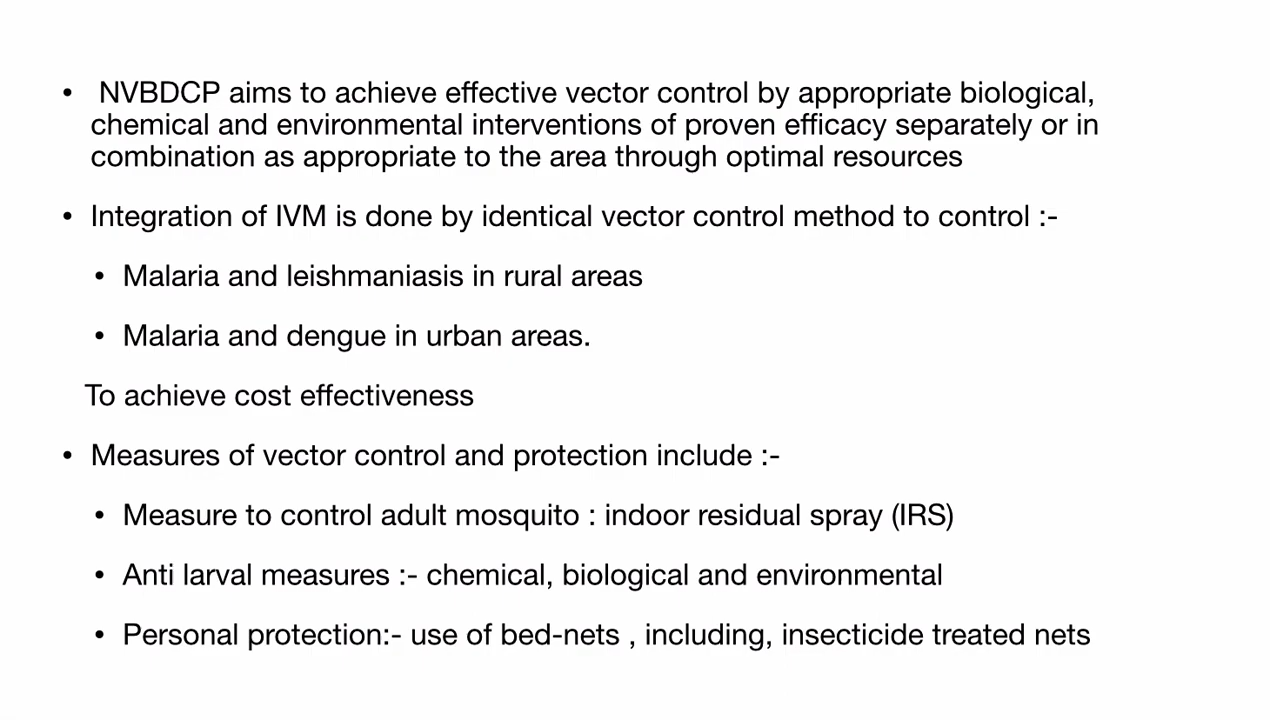 • NVBDCP aims to achieve effective vector control by appropriate biological,
chemical and environmental interventions of proven efficacy separately or in
combination as appropriate to the area through optimal resources
• Integration of IVM is done by identical vector control method to control :-
• Malaria and leishmaniasis in rural areas
• Malaria and dengue in urban areas.
To achieve cost effectiveness
• Measures of vector control and protection include :-
• Measure to control adult mosquito : indoor residual spray (IRS)
• Anti larval measures :- chemical, biological and environmental
• Personal protection:- use of bed-nets , including, insecticide treated nets